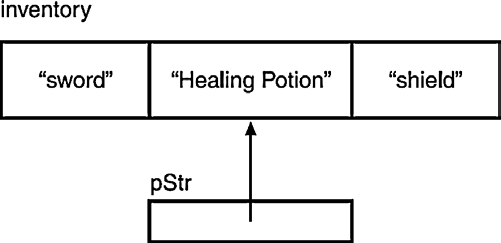 inventory
“sword” “Healing Potion” “shield”
pStr